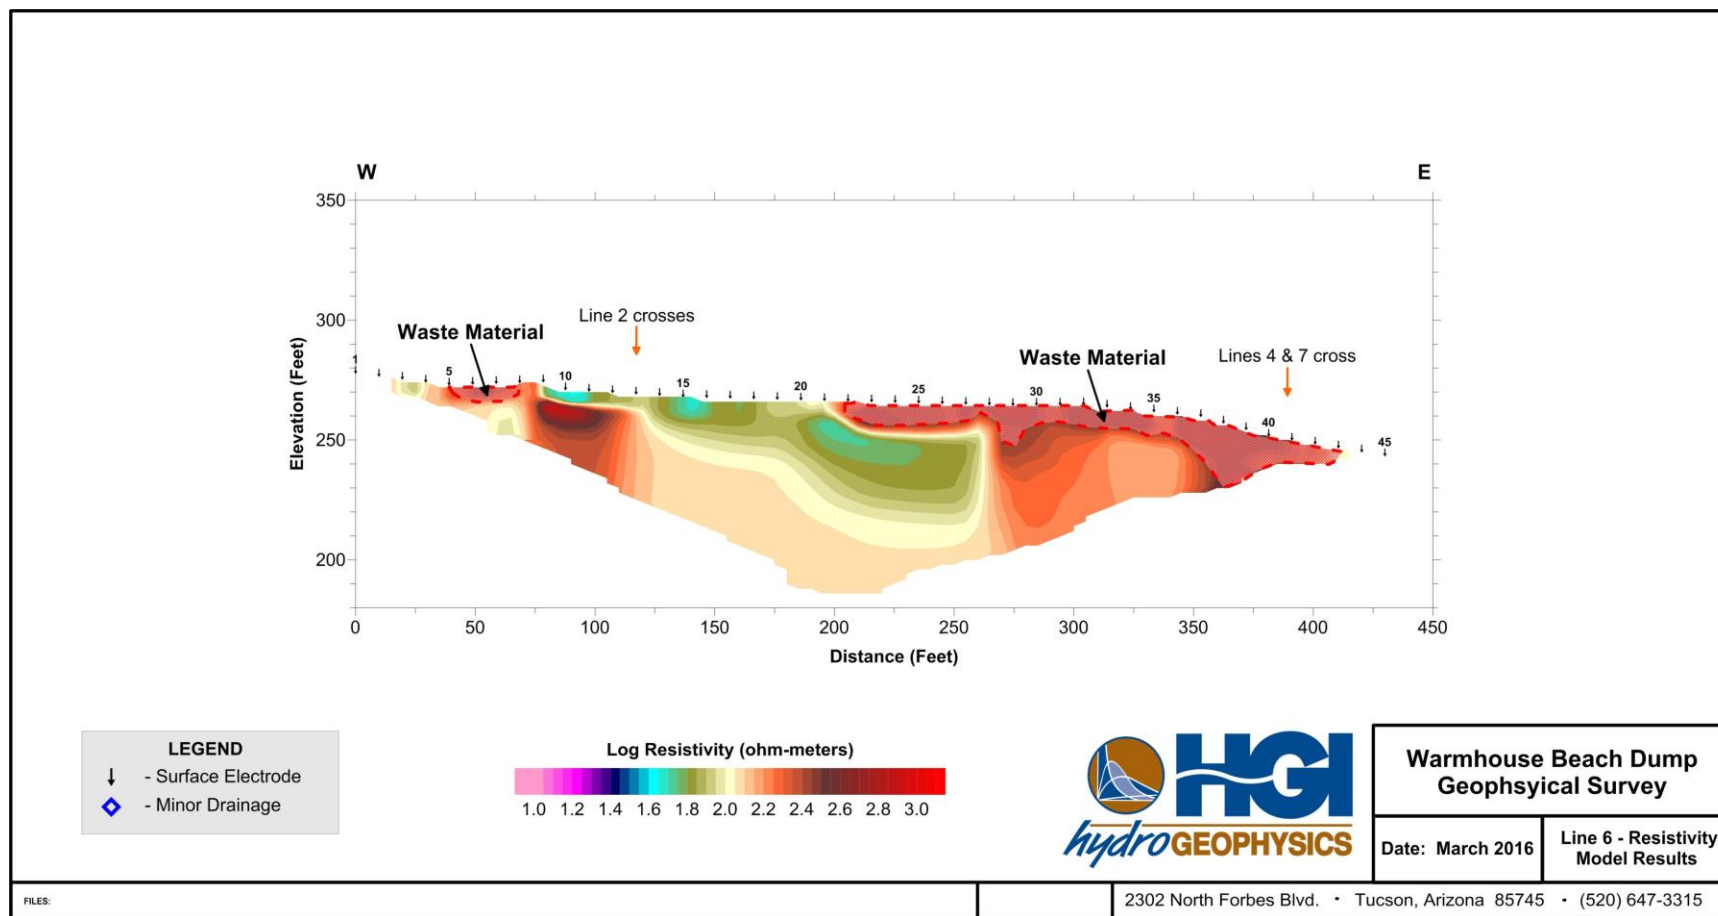 W
E
350
300
250
200
Elevation (Feet)
Line 2 crosses
Waste Material
Waste Material
Lines 4 & 7 cross
1
5
10
15
20
25
30
35
40
45
0
50
100
150
200
250
300
350
400
450
Distance (Feet)
LEGEND
- Surface Electrode
- Minor Drainage
Log Resistivity (ohm-meters)
1.0 1.2 1.4 1.6 1.8 2.0 2.2 2.4 2.6 2.8 3.0
HGI
hydroGEOPHYSICS
Warmhouse Beach Dump
Geophsyical Survey
Date: March 2016
Line 6 - Resistivity
Model Results
FILES:
2302 North Forbes Blvd. • Tucson, Arizona 85745 • (520) 647-3315